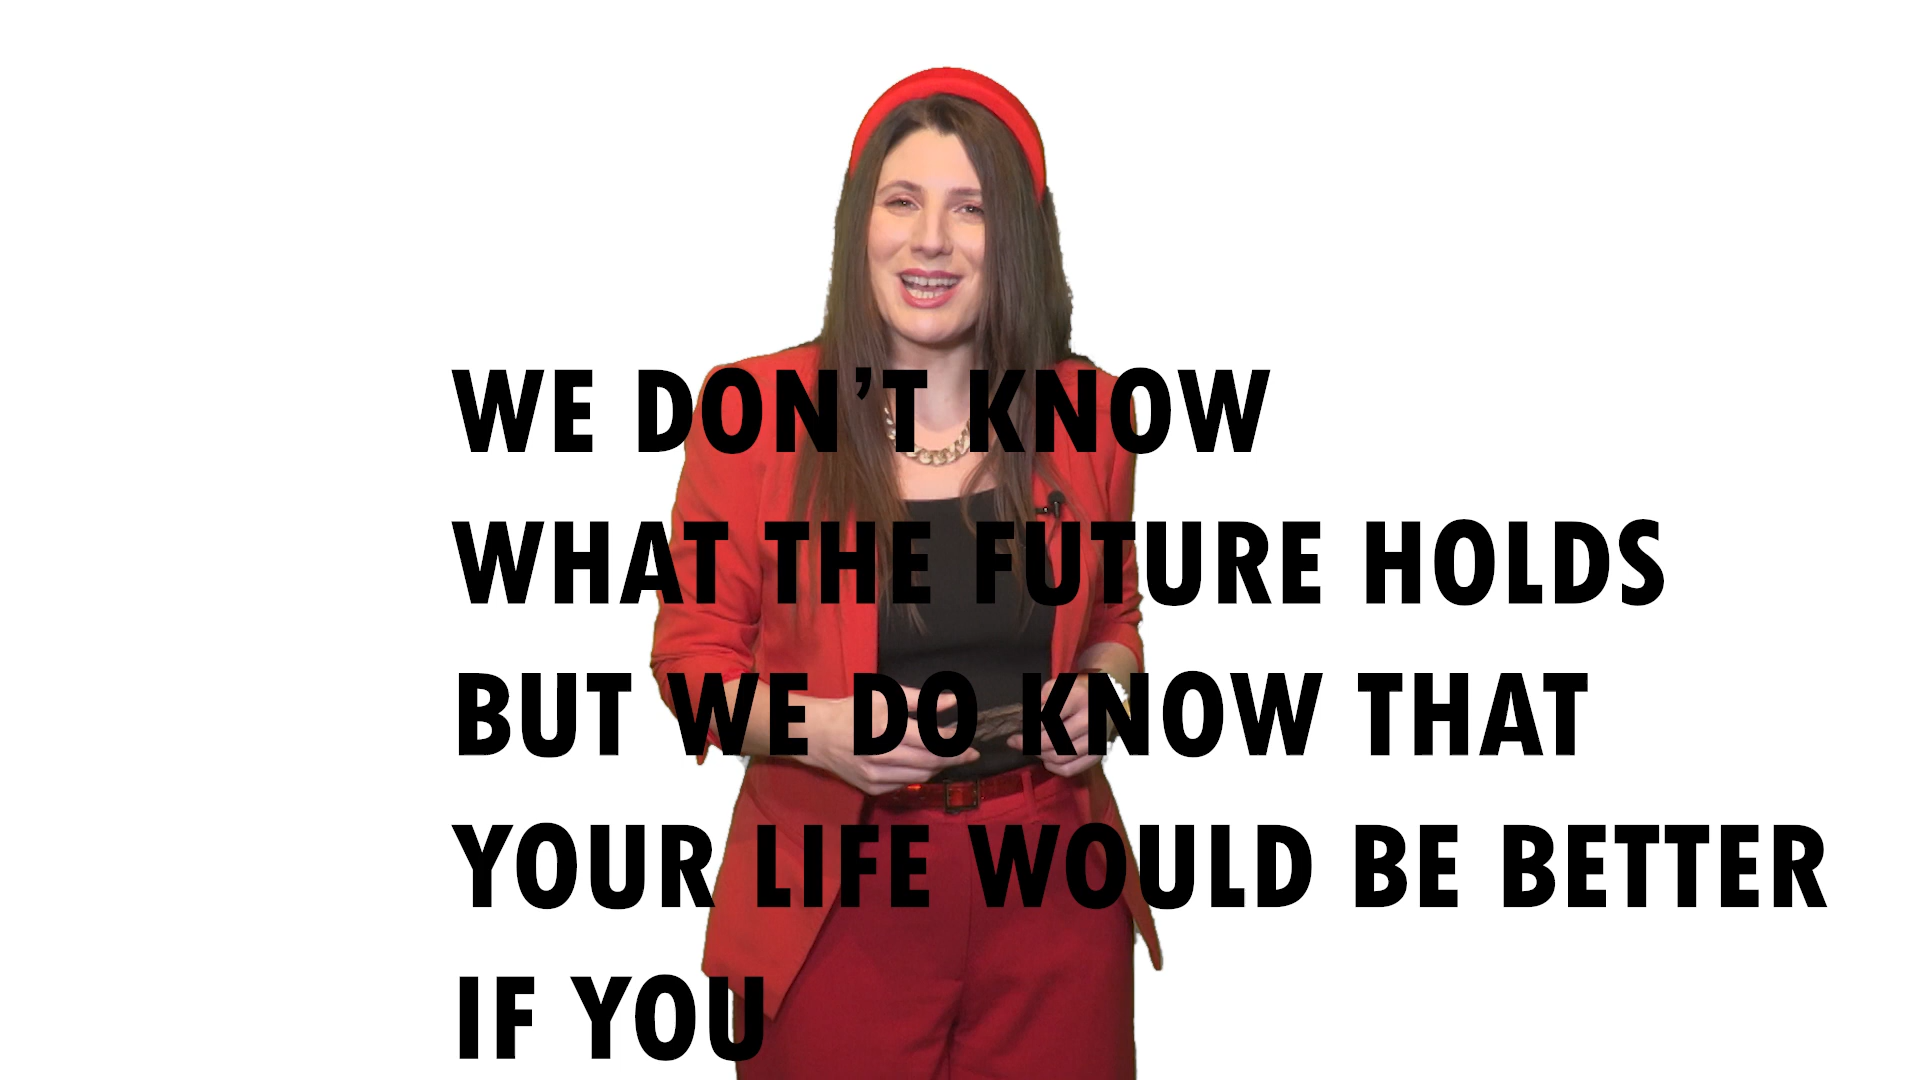 WE DON’T KNOW
WHAT THE FUTURE HOLDS
BUT WE DO KNOW THAT
YOUR LIFE WOULD BE BETTER
IF YOU